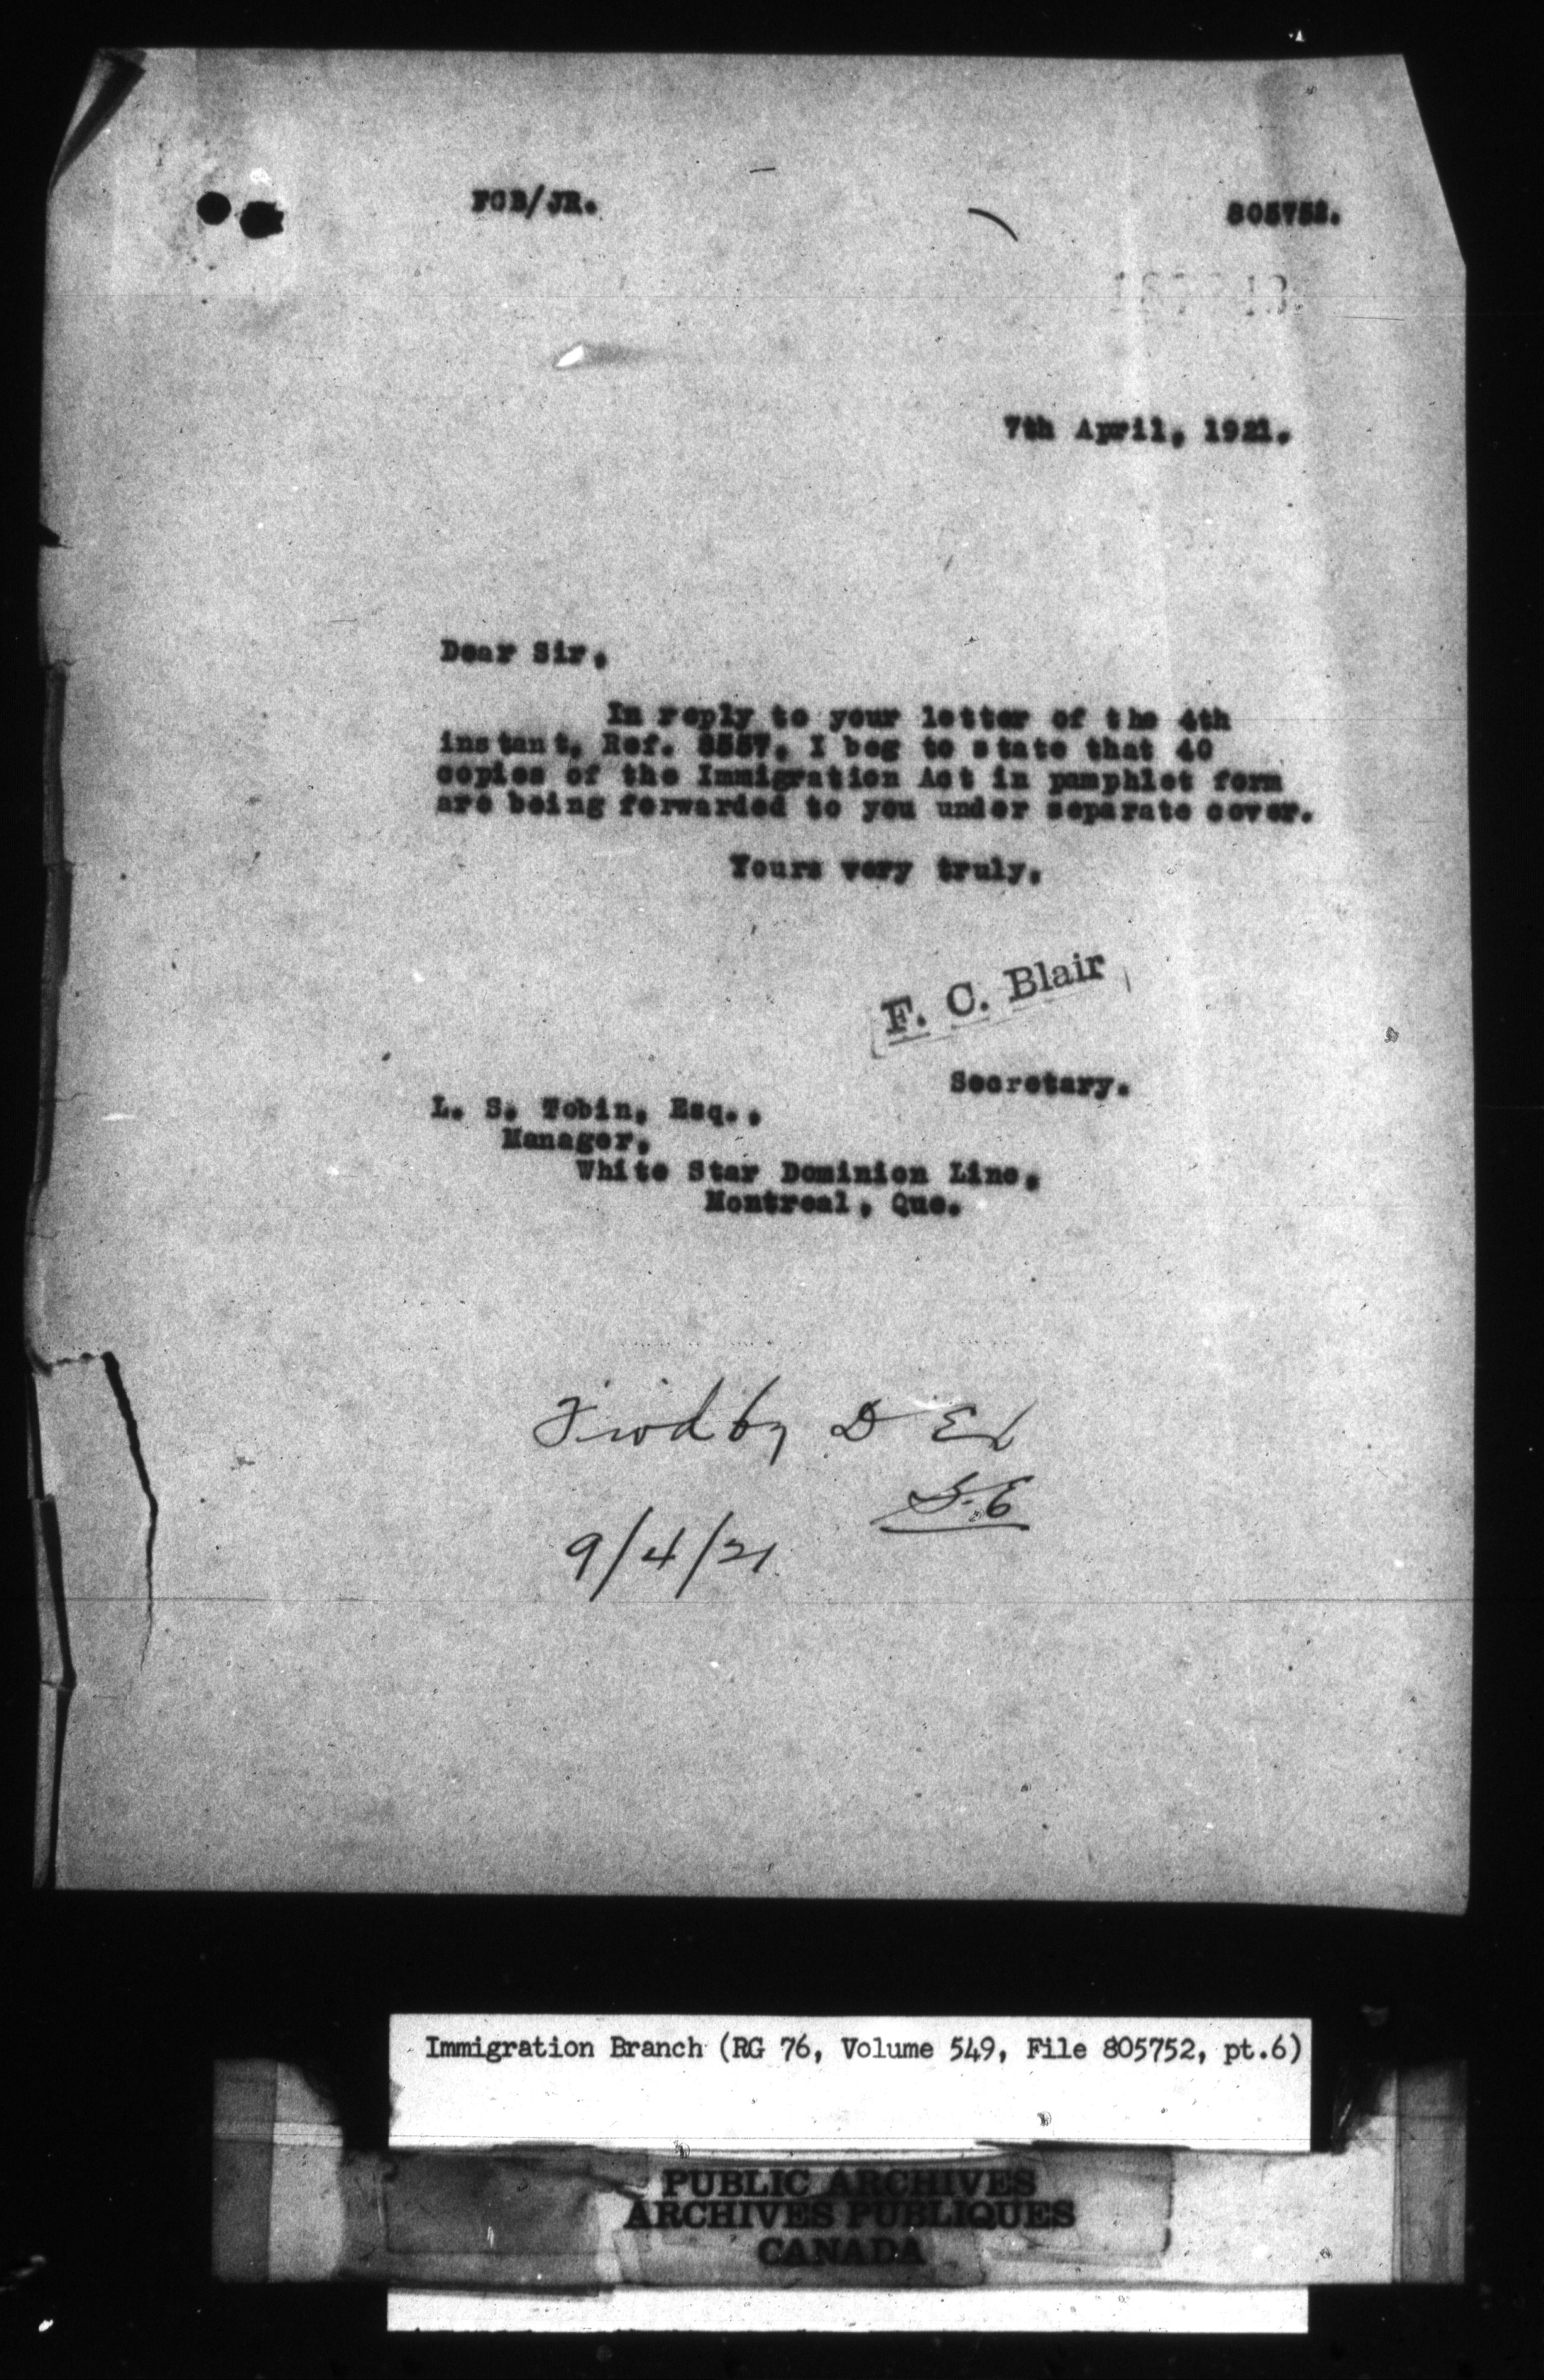 FCB/JR.
805752.
7th April, 1921.
Dear Sir,
In reply to your letter of the 4th
instant, Ref. 8557, I beg to state that 40
copies of the Immigration Act in pamphlet form
are being forwarded to you under separate cover.
Yours very truly,
F. C. Blair
Secretary.
L. S. Tobin, Esq.,
Manager,
White Star Dominion Line,
Montreal, Que.
by D
9/4/21
Immigration Branch (RG 76, Volume 549, File 805752, pt.6)
PUBLIC ARCHIVES
ARCHIVES PUBLIQUES
CANADA